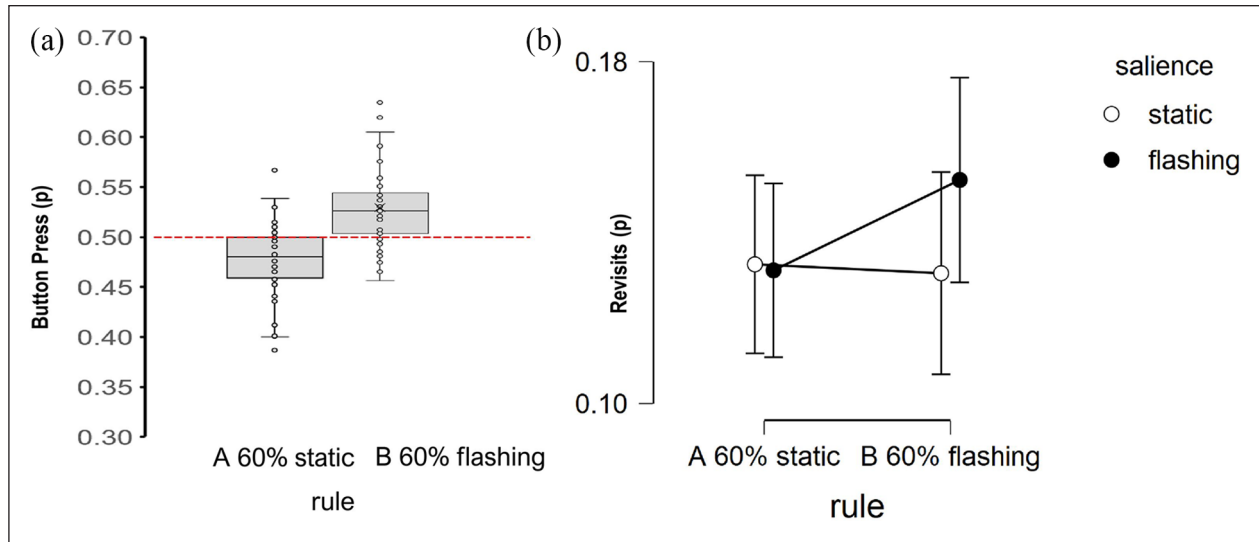 (a)
0.70
0.65
0.60
0.55
0.50
0.45
0.40
0.35
0.30
Button Press (p)
A 60% static B 60% flashing
rule
(b)
0.18
0.10
Revisits (p)
A 60% static B 60% flashing
rule
salience
static
flashing